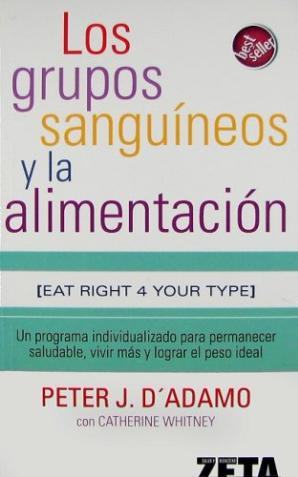 Los
grupos
best
seller
sanguíneos
y la
alimentación
[EAT RIGHT 4 YOUR TYPE]
Un programa individualizado para permanecer
saludable, vivir más y lograr el peso ideal
PETER J. D´ADAMO
con CATHERINE WHITNEY
ZETA